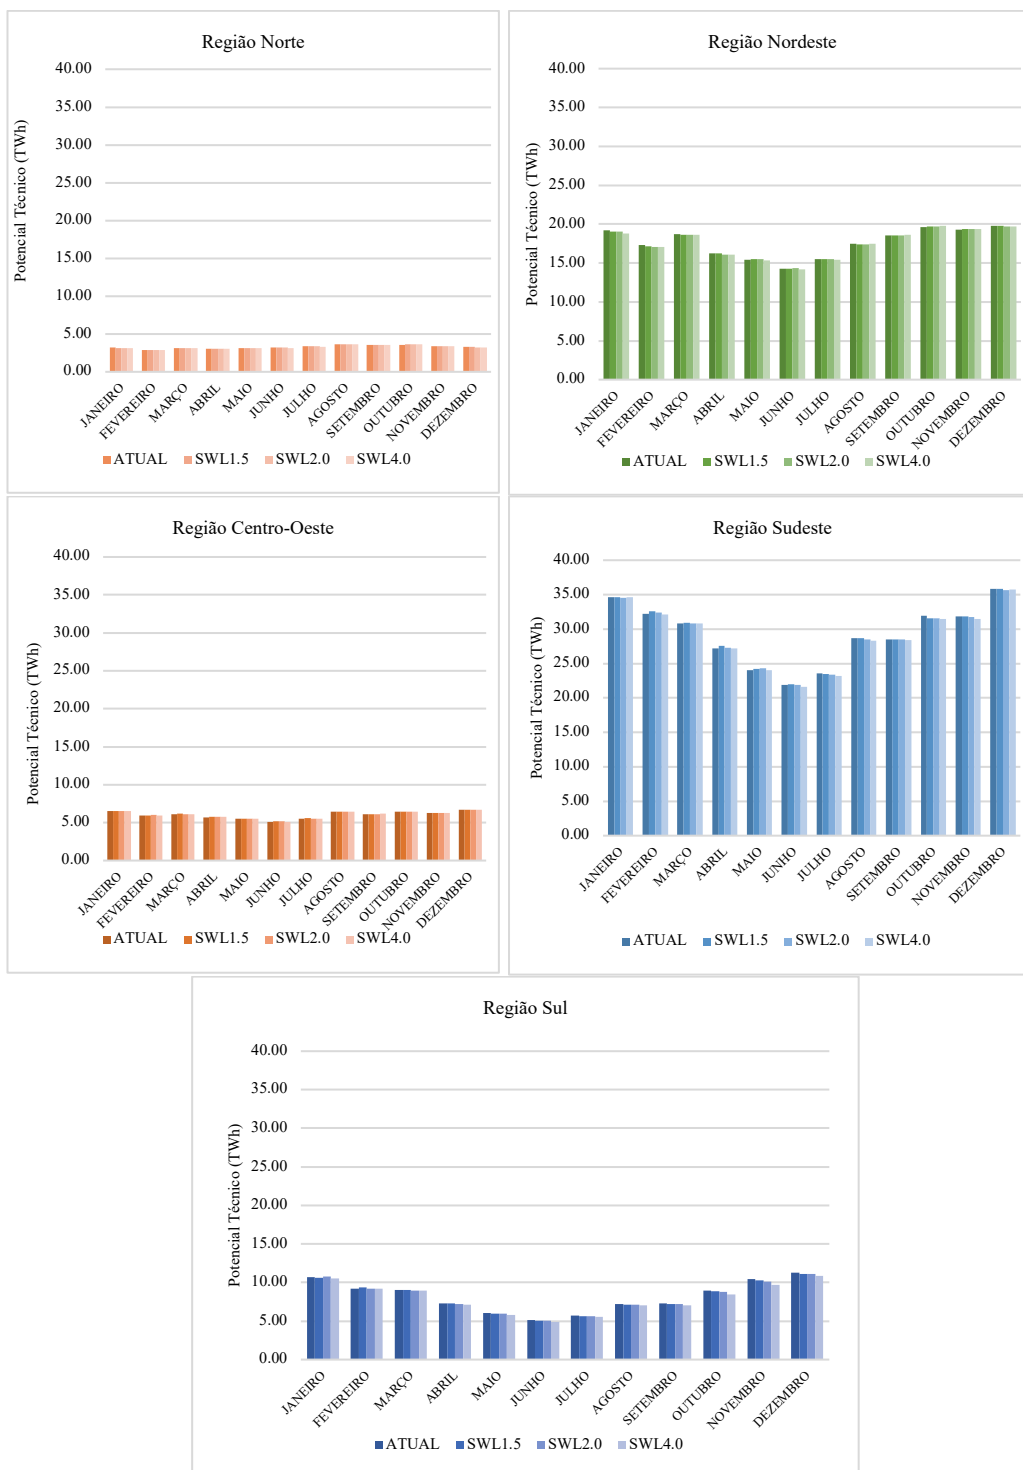 Região Norte
Potencial Técnico (TWh)
40.00
35.00
30.00
25.00
20.00
15.00
10.00
5.00
0.00
JANEIRO
FEVEREIRO
MARÇO
ABRIL
MAIO
JUNHO
JULHO
AGOSTO
SETEMBRO
OUTUBRO
NOVEMBRO
DEZEMBRO
ATUAL SWL1.5 SWL2.0 SWL4.0
Região Nordeste
Potencial Técnico (TWh)
40.00
35.00
30.00
25.00
20.00
15.00
10.00
5.00
0.00
JANEIRO
FEVEREIRO
MARÇO
ABRIL
MAIO
JUNHO
JULHO
AGOSTO
SETEMBRO
OUTUBRO
NOVEMBRO
DEZEMBRO
ATUAL SWL1.5 SWL2.0 SWL4.0
Região Centro-Oeste
Potencial Técnico (TWh)
40.00
35.00
30.00
25.00
20.00
15.00
10.00
5.00
0.00
JANEIRO
FEVEREIRO
MARÇO
ABRIL
MAIO
JUNHO
JULHO
AGOSTO
SETEMBRO
OUTUBRO
NOVEMBRO
DEZEMBRO
ATUAL SWL1.5 SWL2.0 SWL4.0
Região Sudeste
Potencial Técnico (TWh)
40.00
35.00
30.00
25.00
20.00
15.00
10.00
5.00
0.00
JANEIRO
FEVEREIRO
MARÇO
ABRIL
MAIO
JUNHO
JULHO
AGOSTO
SETEMBRO
OUTUBRO
NOVEMBRO
DEZEMBRO
ATUAL SWL1.5 SWL2.0 SWL4.0
Região Sul
Potencial Técnico (TWh)
40.00
35.00
30.00
25.00
20.00
15.00
10.00
5.00
0.00
JANEIRO
FEVEREIRO
MARÇO
ABRIL
MAIO
JUNHO
JULHO
AGOSTO
SETEMBRO
OUTUBRO
NOVEMBRO
DEZEMBRO
ATUAL SWL1.5 SWL2.0 SWL4.0